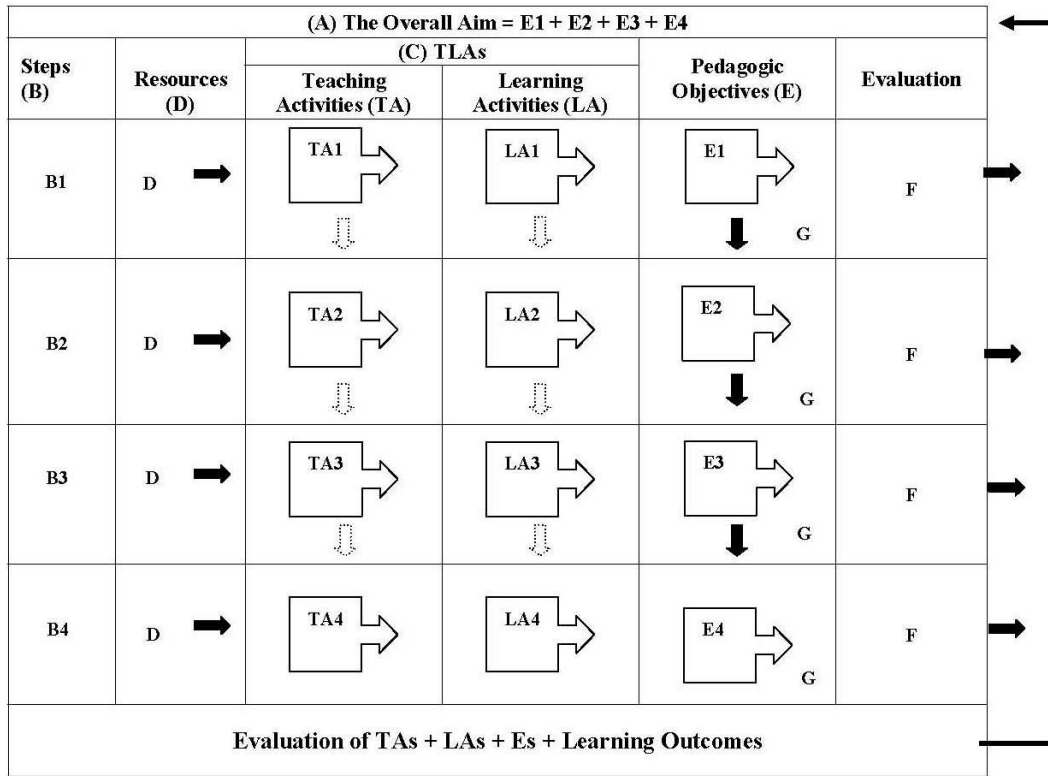 (A) The Overall Aim = E1 + E2 + E3 + E4
Steps
(B)
Resources
(D)
(C) TLAs
Teaching
Activities (TA)
Learning
Activities (LA)
Pedagogic
Objectives (E)
Evaluation
B1
D
TA1
LA1
E1
G
F
B2
D
TA2
LA2
E2
G
F
B3
D
TA3
LA3
E3
G
F
B4
D
TA4
LA4
E4
G
F
Evaluation of TAs + LAs + Es + Learning Outcomes